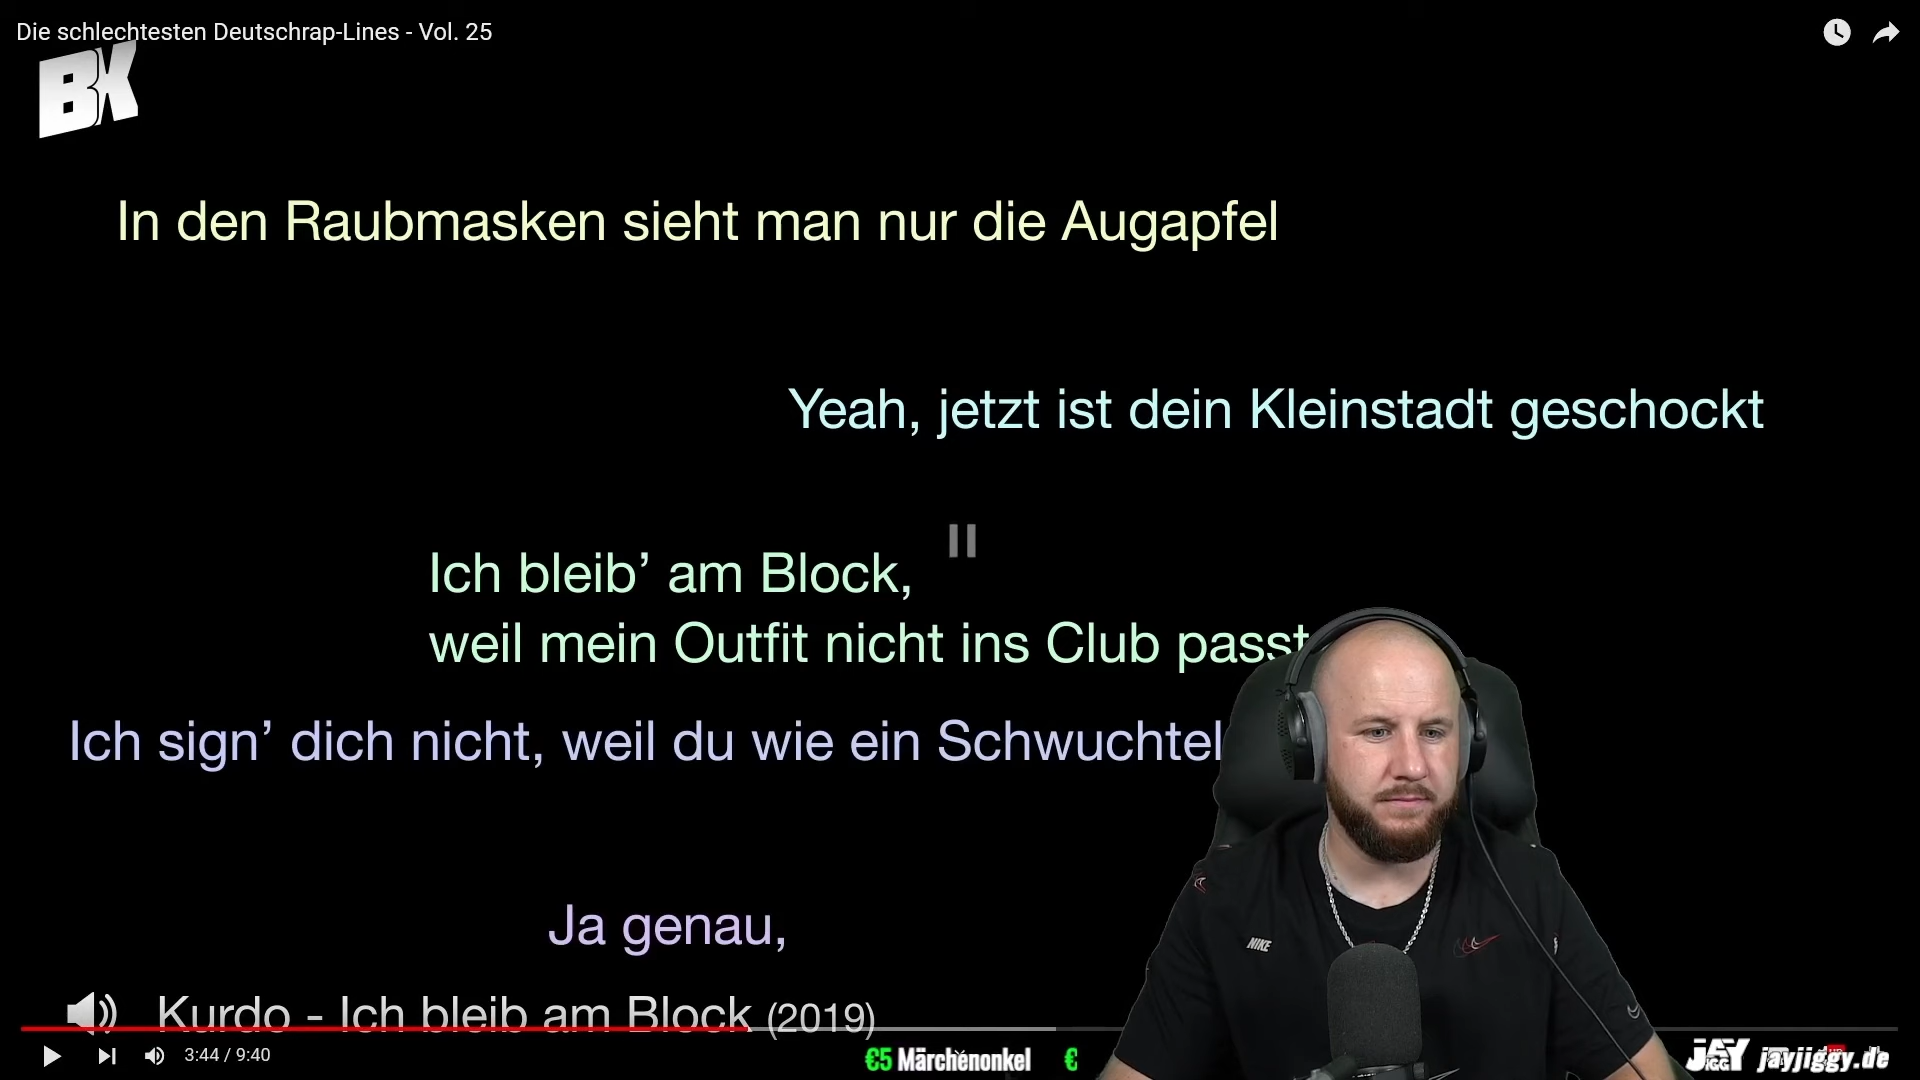 Die schlechtesten Deutschrap-Lines - Vol. 25
BK
In den Raubmasken sieht man nur die Augapfel
Yeah, jetzt ist dein Kleinstadt geschockt
Ich bleib’ am Block,
weil mein Outfit nicht ins Club passt
Ich sign’ dich nicht, weil du wie ein Schwuchtel
Ja genau,
NIKE
Kurdo - Ich bleib am Block (2019)
3:44 / 9:40
€5 Märchenonkel €
JAY JIGGY jayjiggy.de